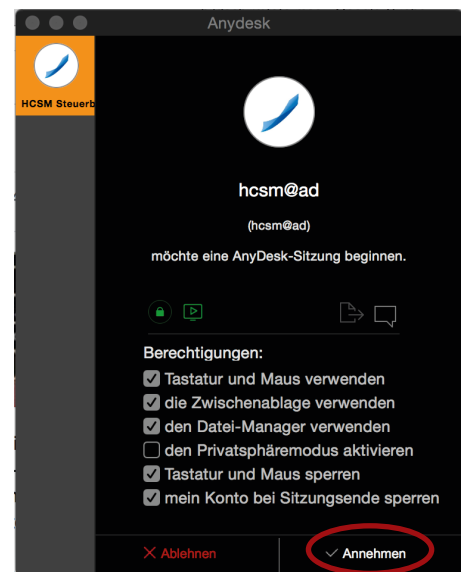 Anydesk
HCSM Steuerb
hcsm@ad
(hcsm@ad)
möchte eine AnyDesk-Sitzung beginnen.
Berechtigungen:
Tastatur und Maus verwenden
die Zwischenablage verwenden
den Datei-Manager verwenden
den Privatsphäremodus aktivieren
Tastatur und Maus sperren
mein Konto bei Sitzungsende sperren
Ablehnen
Annehmen